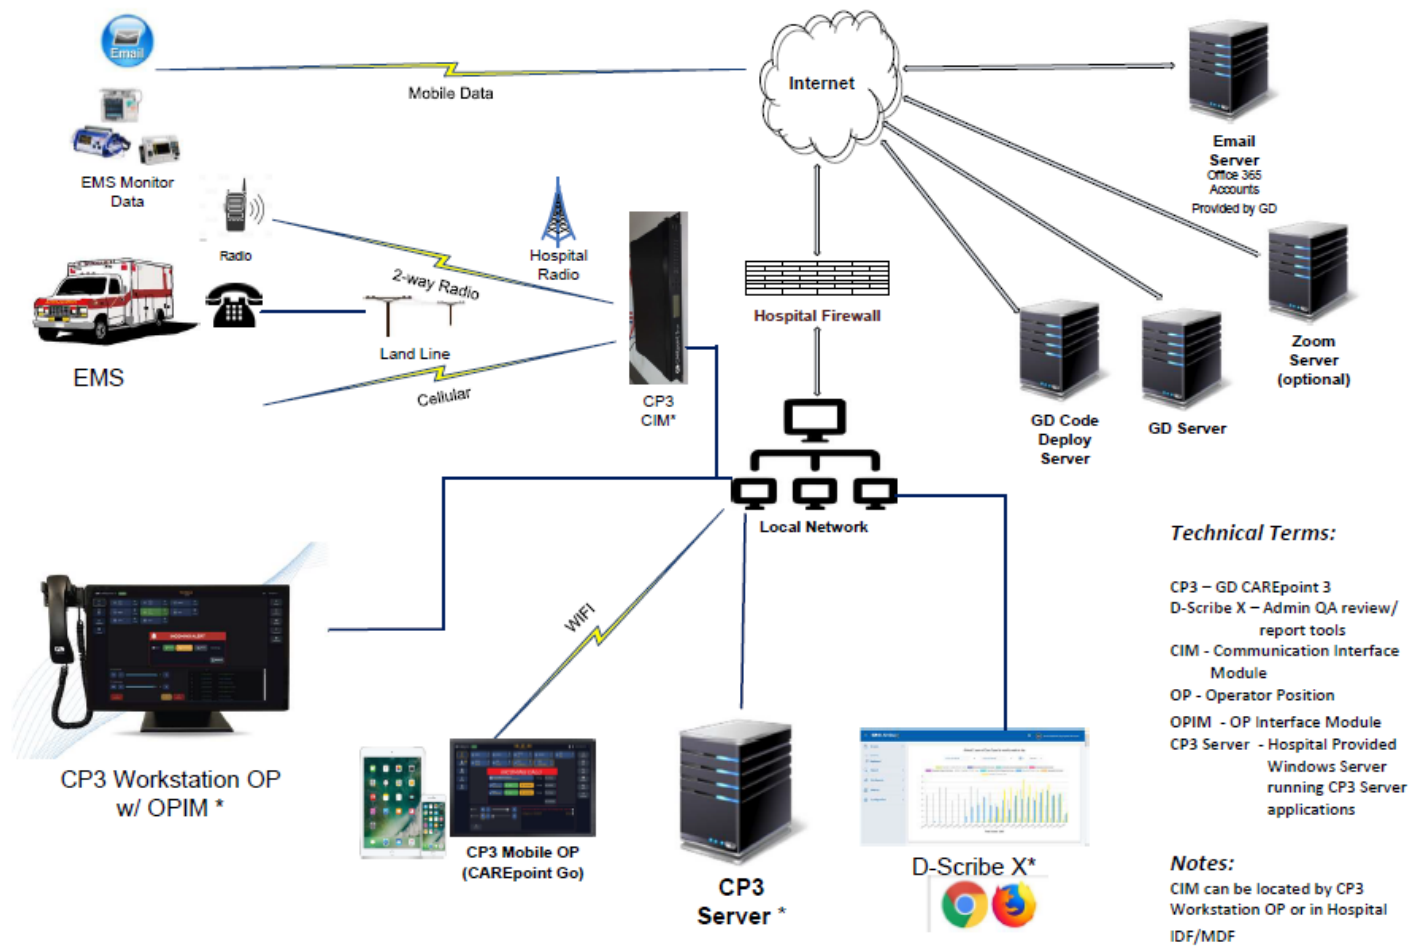 Email
Mobile Data
Internet
Email
Server
Office 365
Accounts
Provided by GD
EMS Monitor
Data
Radio
Hospital
Radio
2-way Radio
Land Line
Cellular
EMS
CP3
CIM*
Hospital Firewall
Zoom
Server
(optional)
GD Code
Deploy
Server
GD Server
Local Network
WIFI
INCOMING ALERT
CP3 Workstation OP
w/ OPIM *
CP3 Mobile OP
(CAREpoint Go)
CP3
Server *
D-Scribe X*
Technical Terms:
CP3 – GD CAREpoint 3
D-Scribe X – Admin QA review/
report tools
CIM - Communication Interface
Module
OP - Operator Position
OPIM - OP Interface Module
CP3 Server - Hospital Provided
Windows Server
running CP3 Server
applications
Notes:
CIM can be located by CP3
Workstation OP or in Hospital
IDF/MDF